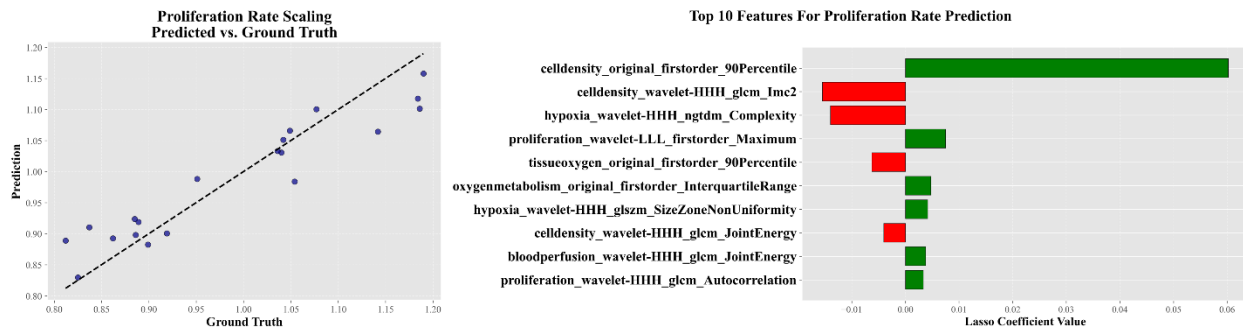 Proliferation Rate Scaling
Predicted vs. Ground Truth
1.20
1.15
1.10
1.05
1.00
0.95
0.90
0.85
0.80
Prediction
0.80 0.85 0.90 0.95 1.00 1.05 1.10 1.15 1.20
Ground Truth
Top 10 Features For Proliferation Rate Prediction
celldensity_original_firstorder_90Percentile
celldensity_wavelet-HHH_glcm_Imc2
hypoxia_wavelet-HHH_ngtdm_Complexity
proliferation_wavelet-LLL_firstorder_Maximum
tissueoxygen_original_firstorder_90Percentile
oxygenmetabolism_original_firstorder_InterquartileRange
hypoxia_wavelet-HHH_glszm_SizeZoneNonUniformity
celldensity_wavelet-HHH_glcm_JointEnergy
bloodperfusion_wavelet-HHH_glcm_JointEnergy
proliferation_wavelet-HHH_glcm_Autocorrelation
−0.01 0.00 0.01 0.02 0.03 0.04 0.05 0.06
Lasso Coefficient Value